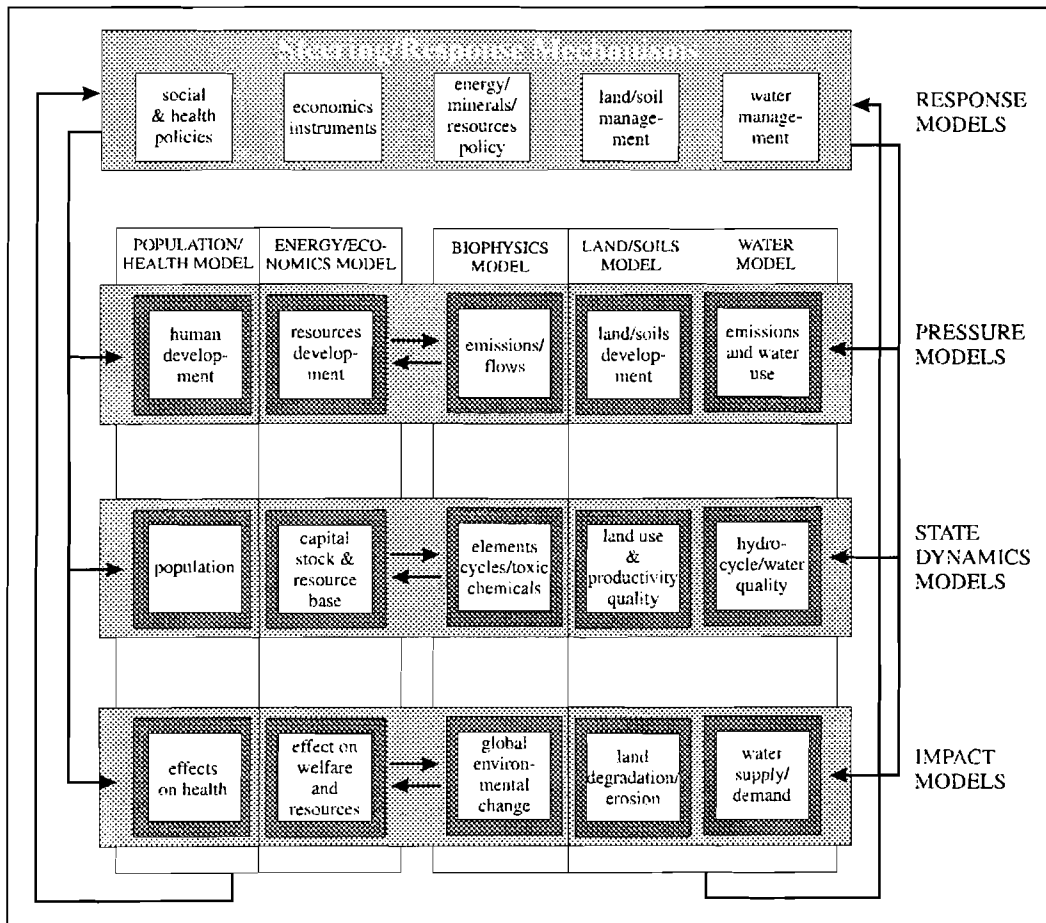 Steering/Response Mechanisms
social
& health
policies
economics
instruments
energy/
minerals/
resources
policy
land/soil
manage-
ment
water
manage-
ment
RESPONSE
MODELS
POPULATION/
HEALTH MODEL
ENERGY/ECO-
NOMICS MODEL
BIOPHYSICS
MODEL
LAND/SOILS
MODEL
WATER
MODEL
human
develop-
ment
resources
develop-
ment
emissions/
flows
land/soils
develop-
ment
emissions
and water
use
PRESSURE
MODELS
population
capital
stock &
resource
base
elements
cycles/toxic
chemicals
land use
&
productivity
quality
hydro-
cycle/water
quality
STATE
DYNAMICS
MODELS
effects
on health
effect on
welfare
and
resources
global
environ-
mental
change
land
degradation/
erosion
water
supply/
demand
IMPACT
MODELS